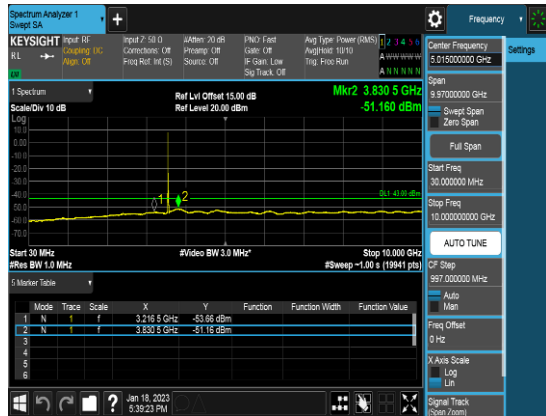 Spectrum Analyzer 1
Swept SA
+
Frequency
KEYSIGHT
RL
Input: RF
Coupling: DC
Align: Off
Input Z: 50 Ω
Corrections: Off
Freq Ref: Int (S)
#Atten: 20 dB
Preamp: Off
Source: Off
PNO: Fast
Gate: Off
IF Gain: Low
Sig Track: Off
Avg Type: Power (RMS)
Avg|Hold: 10/10
Trig: Free Run
1 2 3 4 5 6
A W W W W W
A N N N N N
1 Spectrum
Scale/Div 10 dB
Ref Lvl Offset 15.00 dB
Ref Level 20.00 dBm
Mkr2 3.830 5 GHz
-51.160 dBm
Log
10.0
0.00
-10.0
-20.0
-30.0
-40.0
-50.0
-60.0
-70.0
1
2
DL1 -43.00 dBm
Start 30 MHz
#Res BW 1.0 MHz
#Video BW 3.0 MHz*
Stop 10.000 GHz
#Sweep ~1.00 s (19941 pts)
5 Marker Table
Mode Trace Scale X Y Function Function Width Function Value
1 N 1 f 3.216 5 GHz -53.66 dBm
2 N 1 f 3.830 5 GHz -51.16 dBm
3
4
5
6
Jan 18, 2023
5:39:23 PM
Center Frequency
5.015000000 GHz
Settings
Span
9.97000000 GHz
Swept Span
Zero Span
Full Span
Start Freq
30.000000 MHz
Stop Freq
10.000000000 GHz
AUTO TUNE
CF Step
997.000000 MHz
Auto
Man
Freq Offset
0 Hz
X Axis Scale
Log
Lin
Signal Track
(Span Zoom)